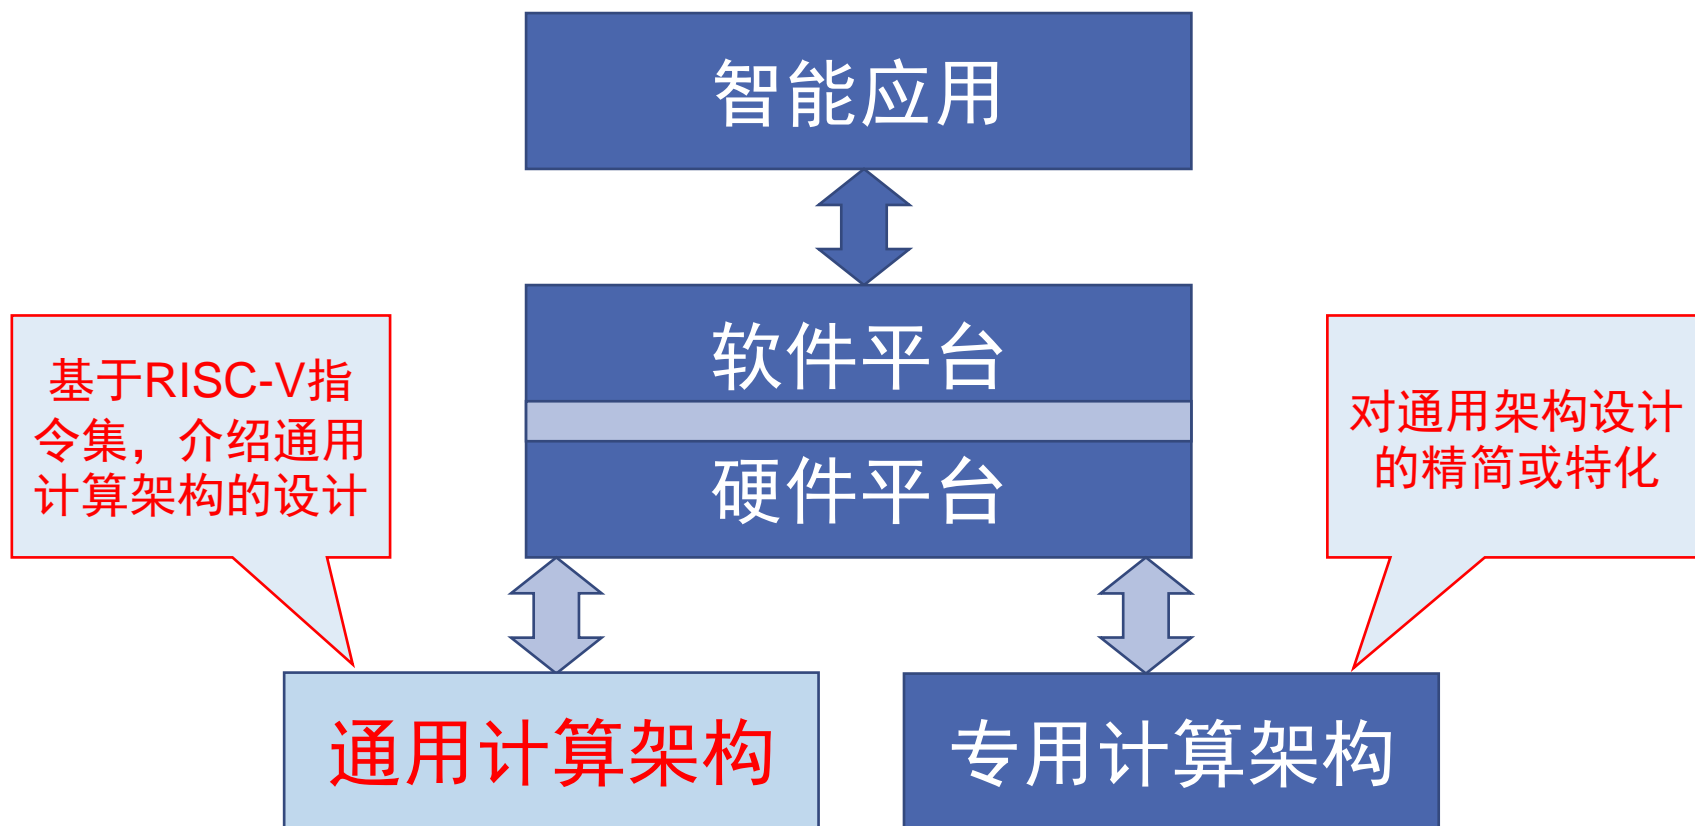 智能应用
软件平台
硬件平台
基于RISC-V指
令集，介绍通用
计算架构的设计
对通用架构设计
的精简或特化
通用计算架构
专用计算架构